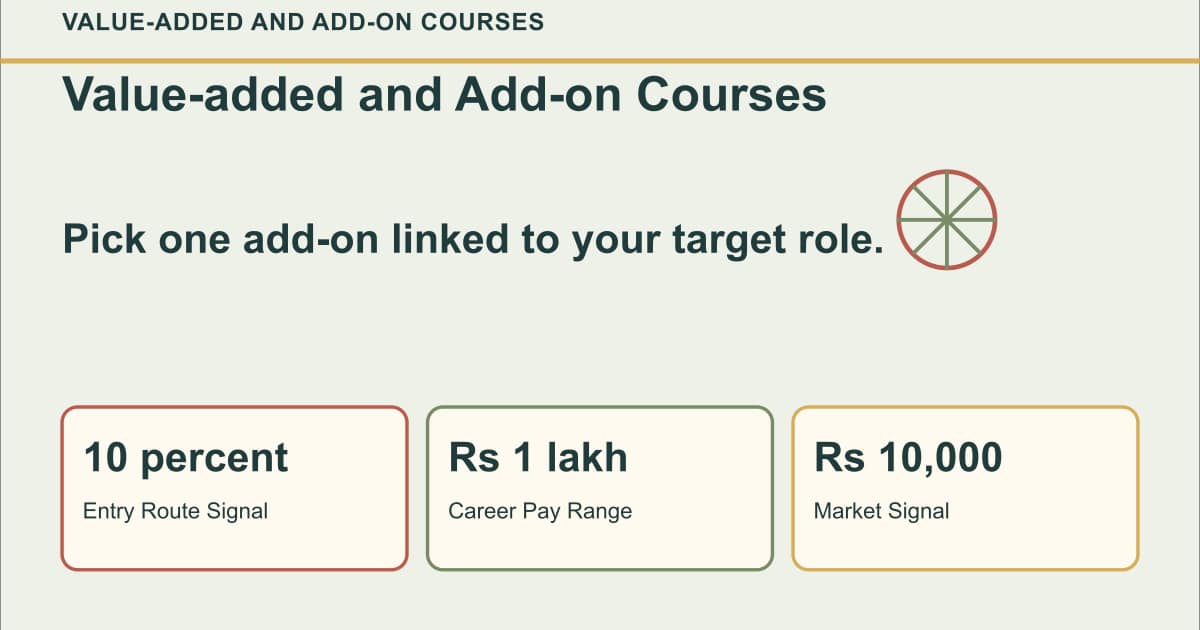 VALUE-ADDED AND ADD-ON COURSES
Value-added and Add-on Courses
Pick one add-on linked to your target role.
10 percent
Entry Route Signal
Rs 1 lakh
Career Pay Range
Rs 10,000
Market Signal